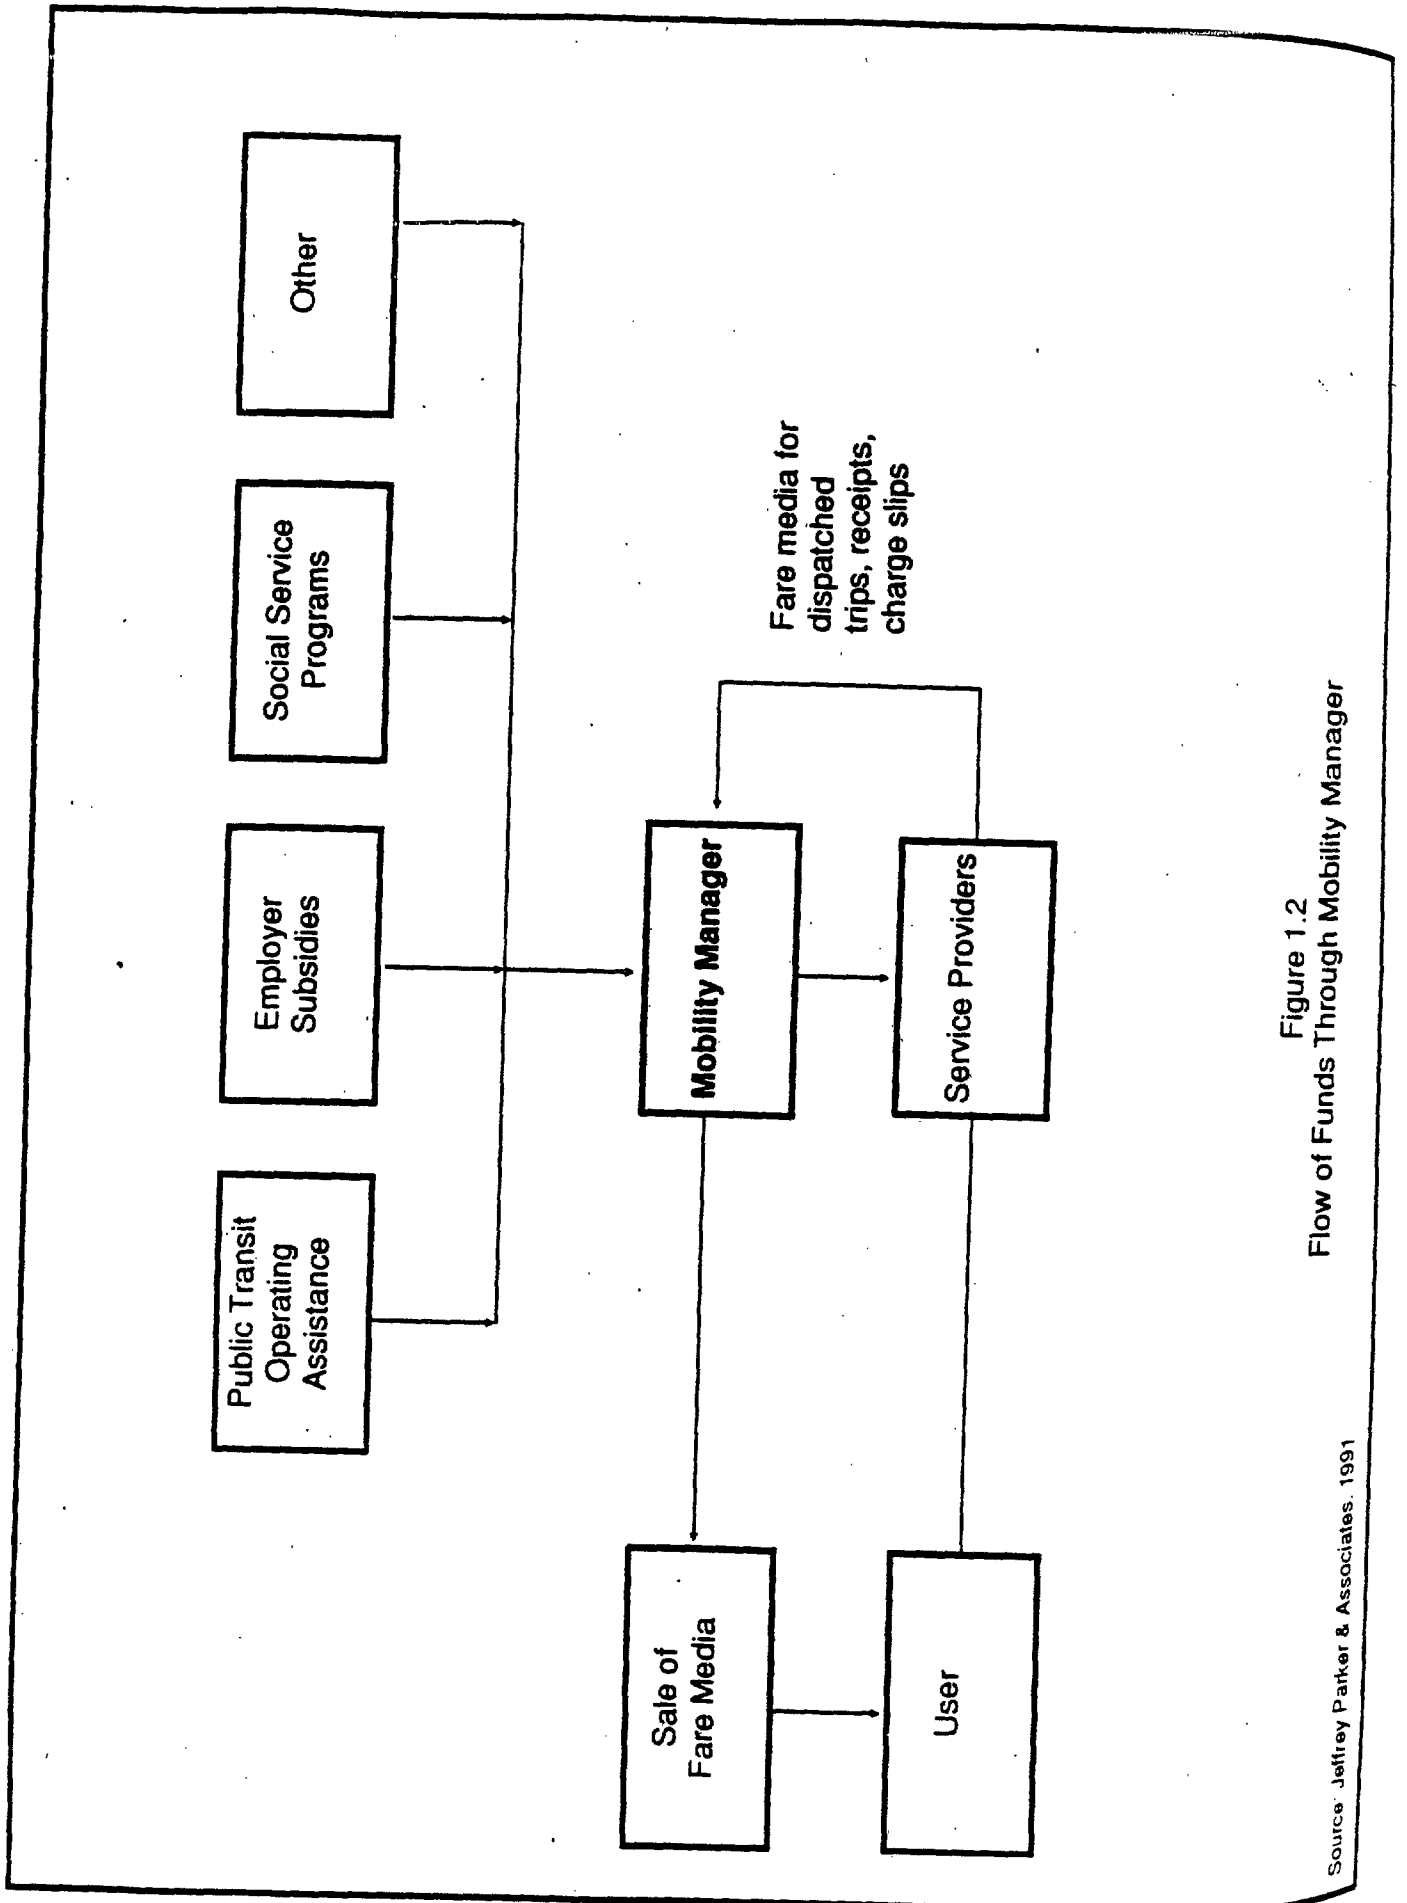 Public Transit
Operating
Assistance
Employer
Subsidies
Social Service
Programs
Other
Sale of
Fare Media
Mobility Manager
Fare media for
dispatched
trips, receipts,
charge slips
User
Service Providers
Figure 1.2
Flow of Funds Through Mobility Manager
Source: Jeffrey Parker & Associates. 1991